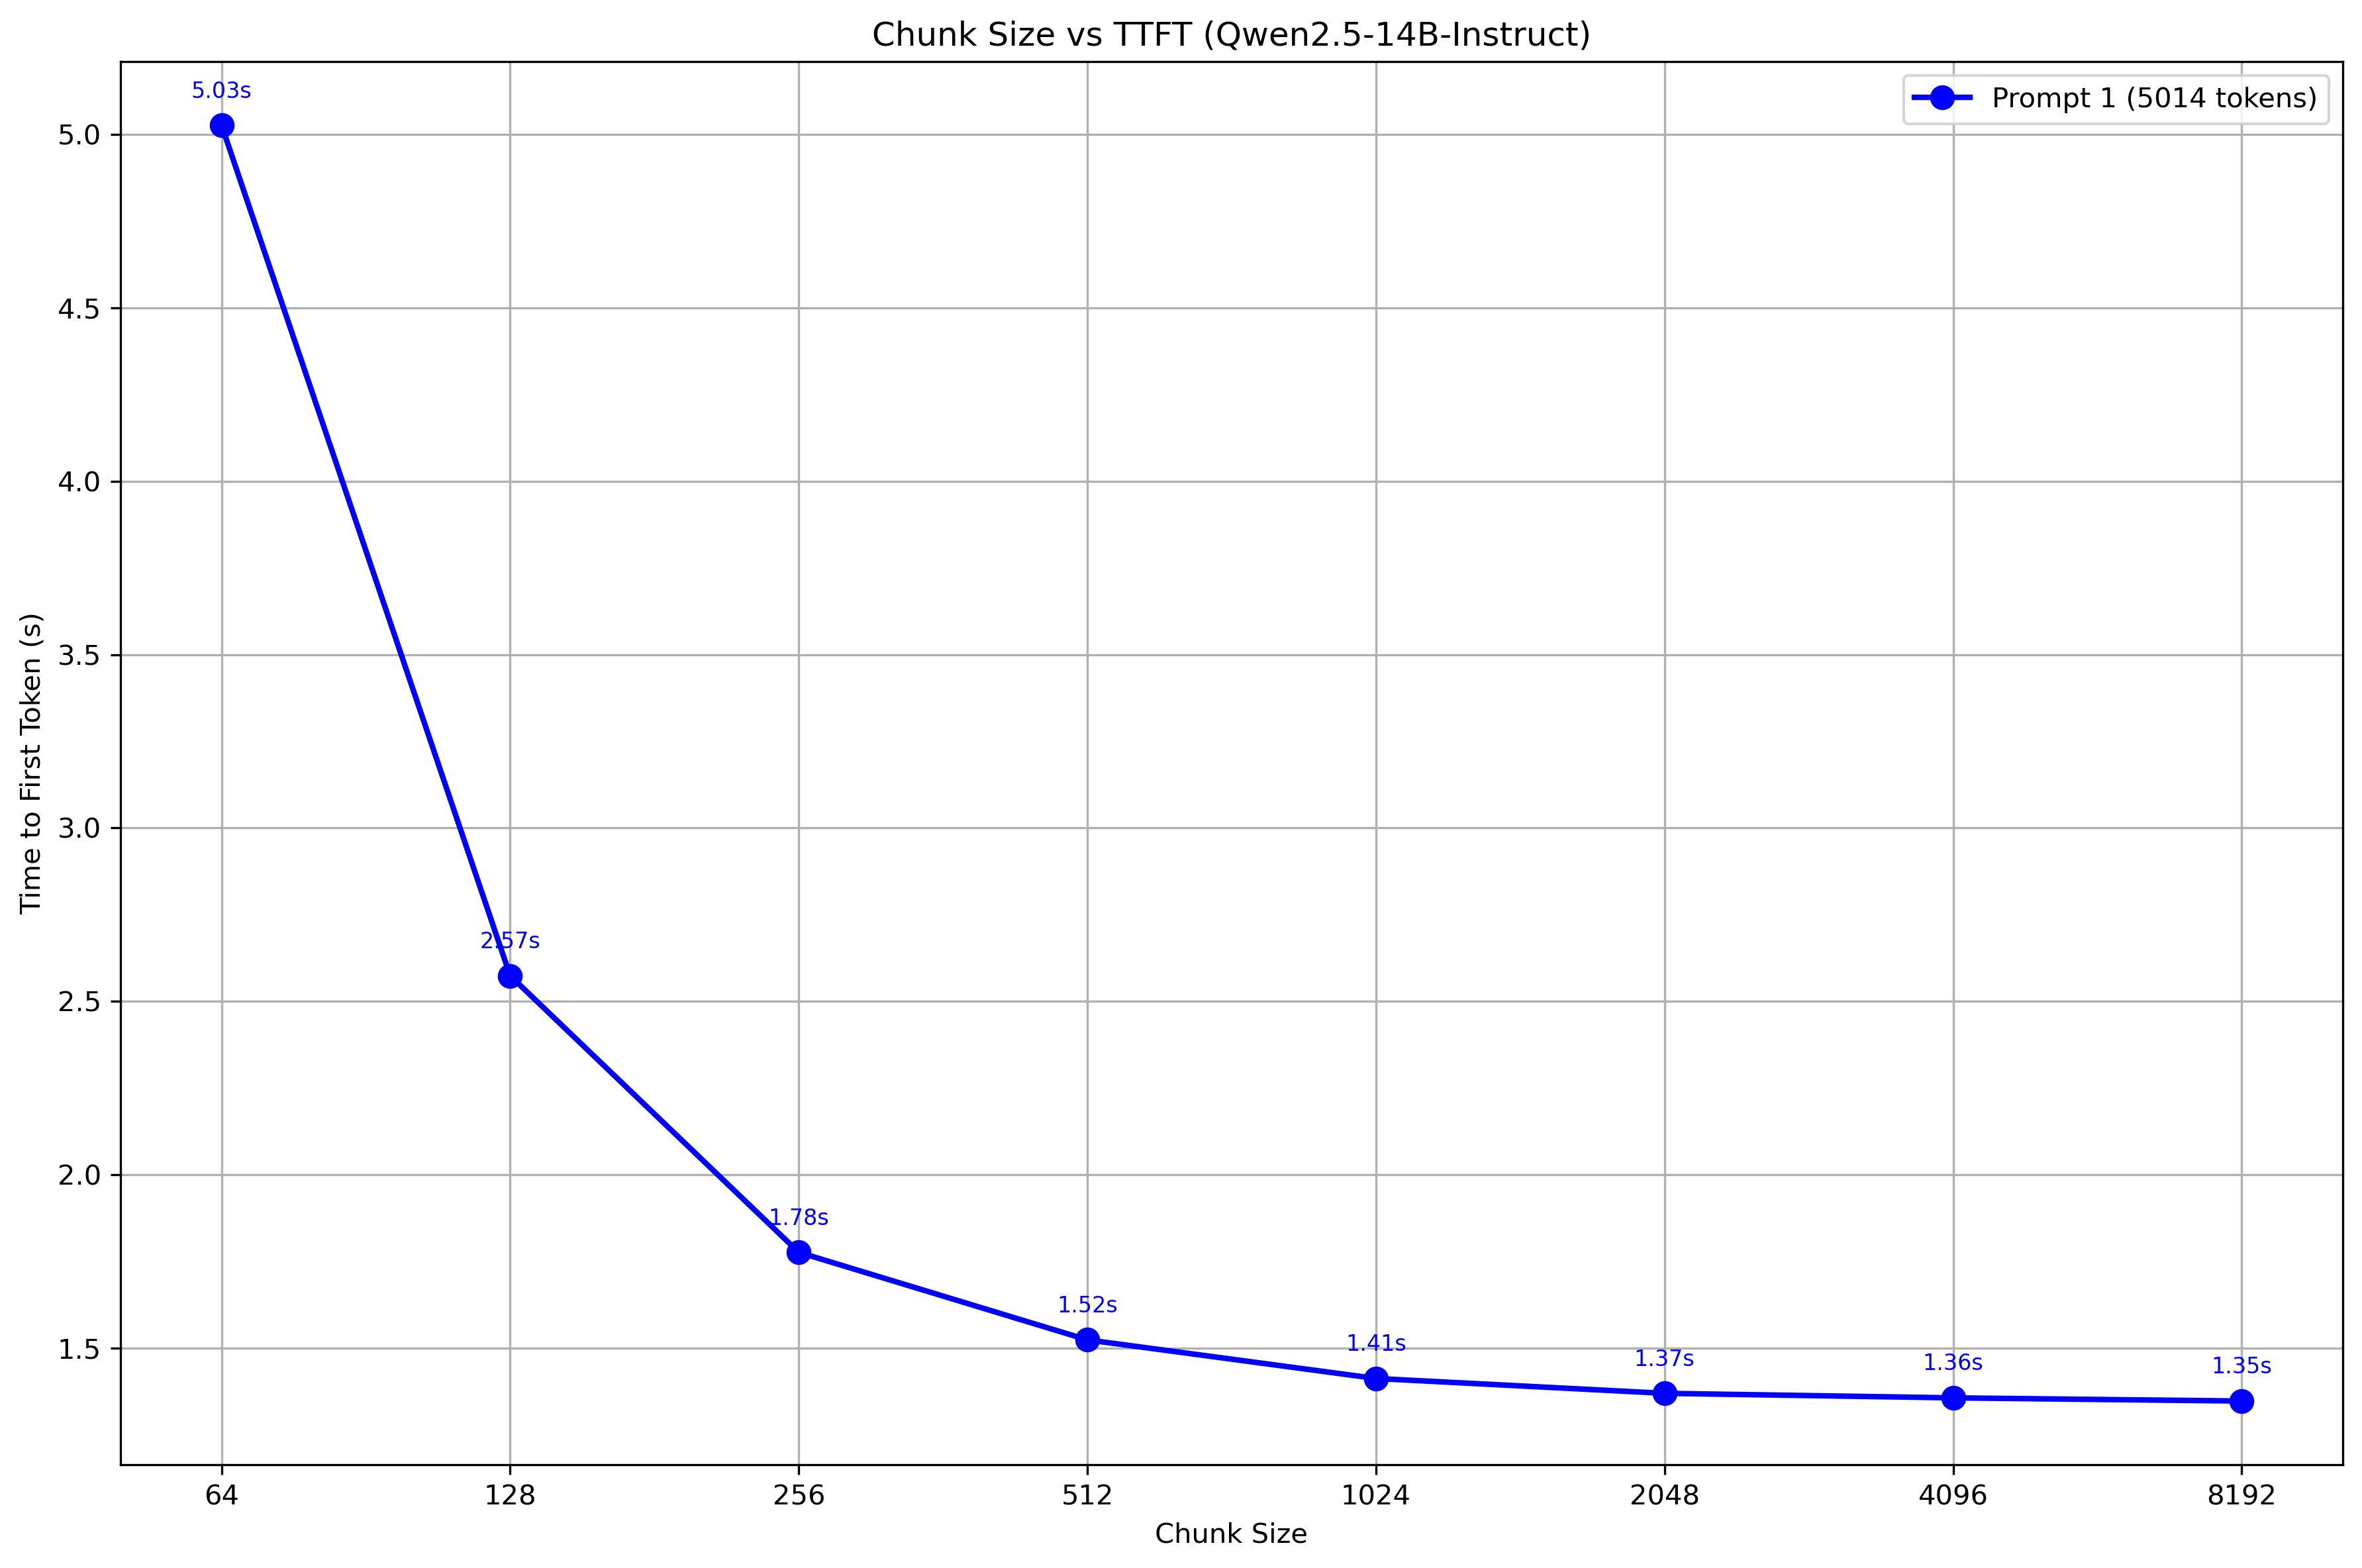 Chunk Size vs TTFT (Qwen2.5-14B-Instruct)
Prompt 1 (5014 tokens)
Time to First Token (s)
5.0
4.5
4.0
3.5
3.0
2.5
2.0
1.5
5.03s
2.57s
1.78s
1.52s
1.41s
1.37s
1.36s
1.35s
64 128 256 512 1024 2048 4096 8192
Chunk Size